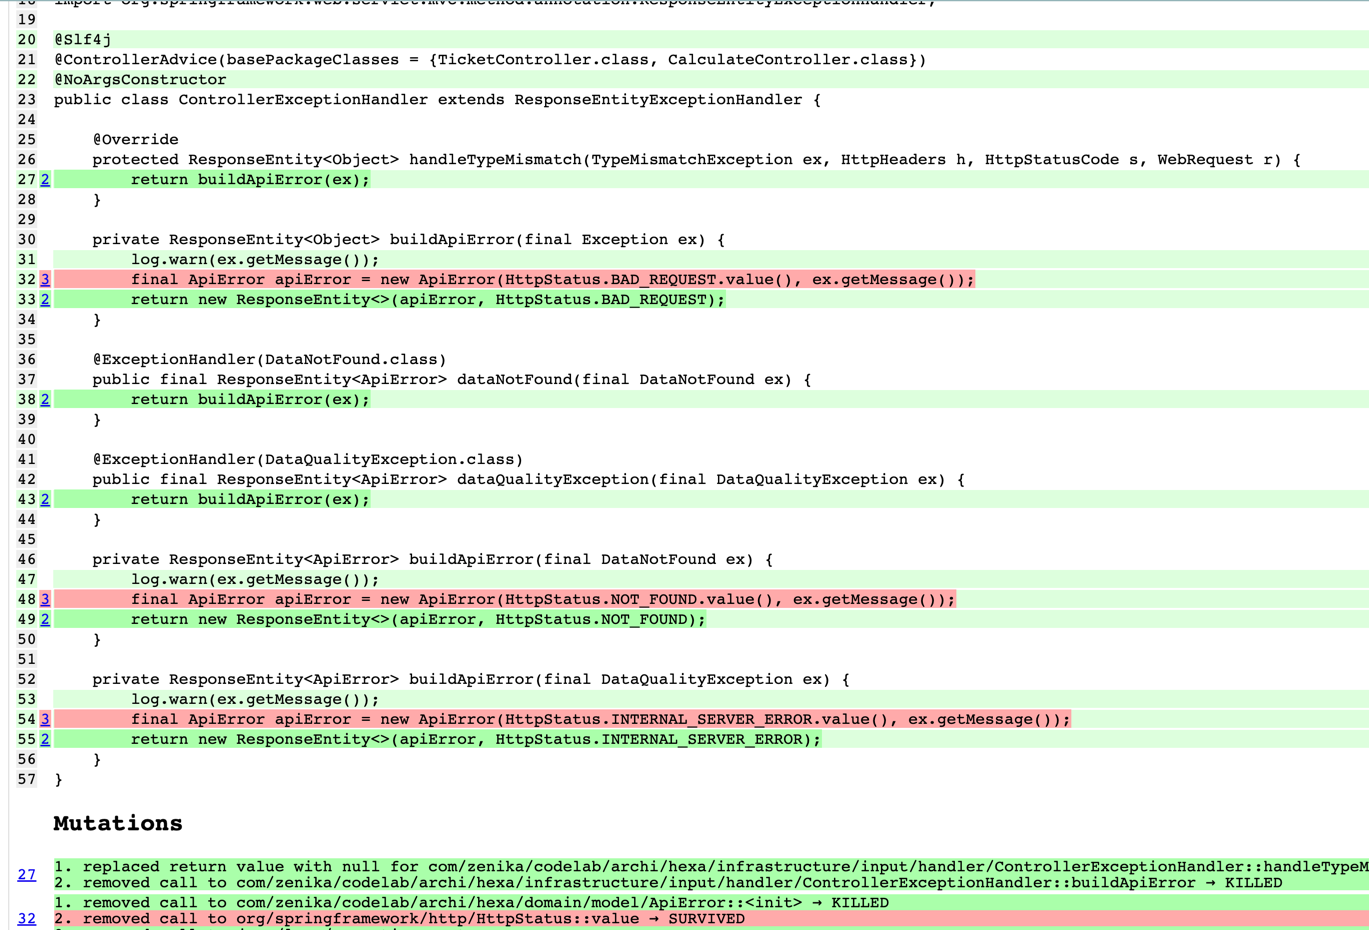 18 import org.springframework.web.servlet.mvc.method.annotation.ResponseEntityExceptionHandler;
19
20 @Slf4j
21 @ControllerAdvice(basePackageClasses = {TicketController.class, CalculateController.class})
22 @NoArgsConstructor
23 public class ControllerExceptionHandler extends ResponseEntityExceptionHandler {
24
25 @Override
26 protected ResponseEntity<Object> handleTypeMismatch(TypeMismatchException ex, HttpHeaders h, HttpStatusCode s, WebRequest r) {
27 2 return buildApiError(ex);
28 }
29
30 private ResponseEntity<Object> buildApiError(final Exception ex) {
31 log.warn(ex.getMessage());
32 3 final ApiError apiError = new ApiError(HttpStatus.BAD_REQUEST.value(), ex.getMessage());
33 2 return new ResponseEntity<>(apiError, HttpStatus.BAD_REQUEST);
34 }
35
36 @ExceptionHandler(DataNotFound.class)
37 public final ResponseEntity<ApiError> dataNotFound(final DataNotFound ex) {
38 2 return buildApiError(ex);
39 }
40
41 @ExceptionHandler(DataQualityException.class)
42 public final ResponseEntity<ApiError> dataQualityException(final DataQualityException ex) {
43 2 return buildApiError(ex);
44 }
45
46 private ResponseEntity<ApiError> buildApiError(final DataNotFound ex) {
47 log.warn(ex.getMessage());
48 3 final ApiError apiError = new ApiError(HttpStatus.NOT_FOUND.value(), ex.getMessage());
49 2 return new ResponseEntity<>(apiError, HttpStatus.NOT_FOUND);
50 }
51
52 private ResponseEntity<ApiError> buildApiError(final DataQualityException ex) {
53 log.warn(ex.getMessage());
54 3 final ApiError apiError = new ApiError(HttpStatus.INTERNAL_SERVER_ERROR.value(), ex.getMessage());
55 2 return new ResponseEntity<>(apiError, HttpStatus.INTERNAL_SERVER_ERROR);
56 }
57 }
Mutations
27
1. replaced return value with null for com/zenika/codelab/archi/hexa/infrastructure/input/handler/ControllerExceptionHandler::handleTypeM
2. removed call to com/zenika/codelab/archi/hexa/infrastructure/input/handler/ControllerExceptionHandler::buildApiError → KILLED
32
1. removed call to com/zenika/codelab/archi/hexa/domain/model/ApiError::<init> → KILLED
2. removed call to org/springframework/http/HttpStatus::value → SURVIVED